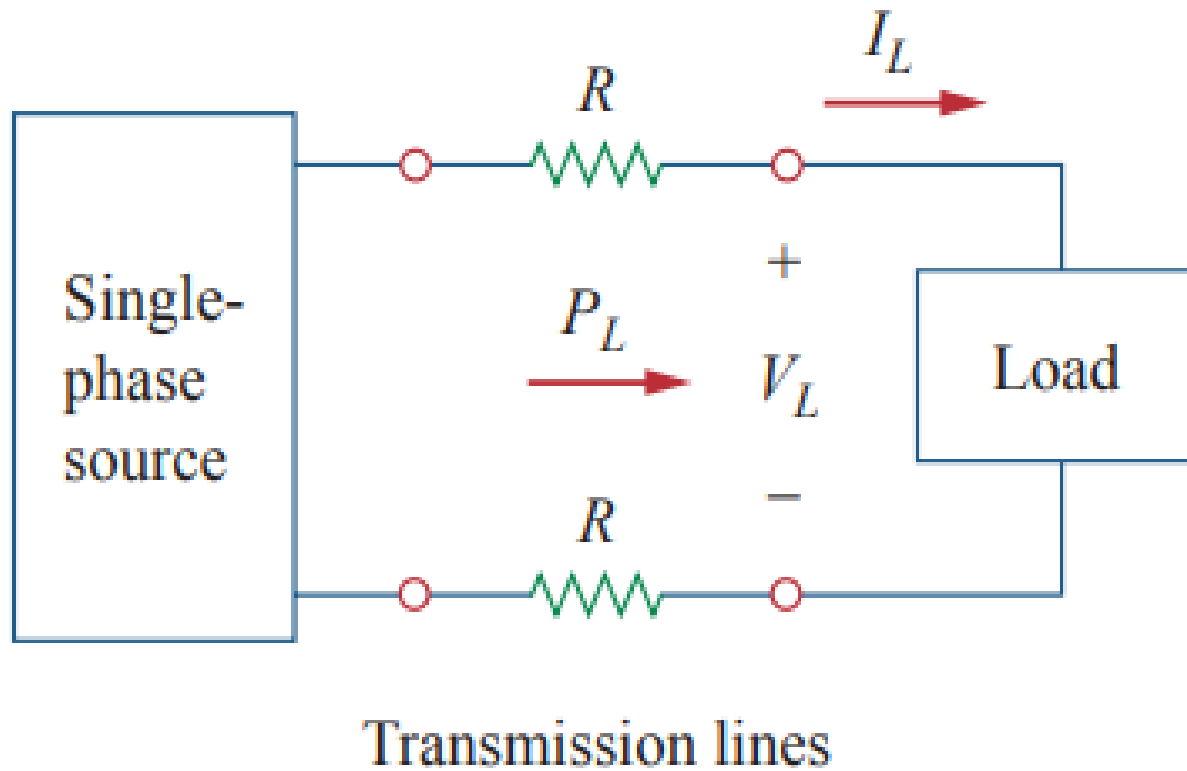 I_L
R
Single-
phase
source
P_L
+
V_L
−
Load
R
Transmission lines